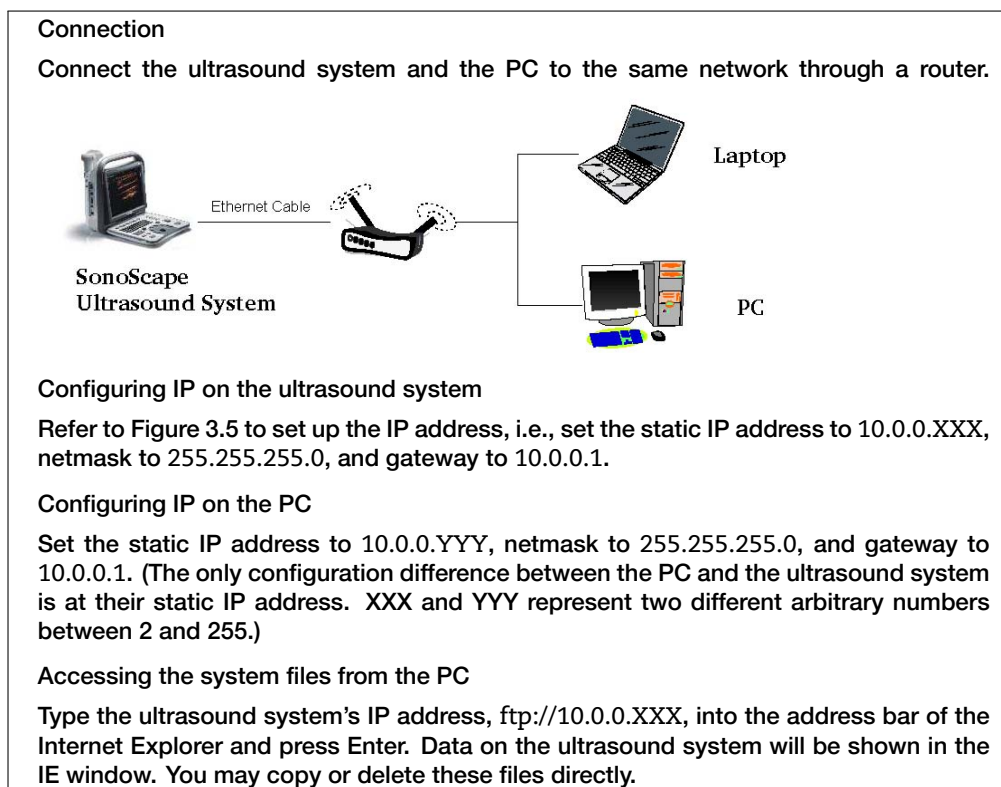 Connection
Connect the ultrasound system and the PC to the same network through a router.
Laptop
Ethernet Cable
SonoScape
Ultrasound System
PC
Configuring IP on the ultrasound system
Refer to Figure 3.5 to set up the IP address, i.e., set the static IP address to 10.0.0.XXX,
netmask to 255.255.255.0, and gateway to 10.0.0.1.
Configuring IP on the PC
Set the static IP address to 10.0.0.YYY, netmask to 255.255.255.0, and gateway to
10.0.0.1. (The only configuration difference between the PC and the ultrasound system
is at their static IP address. XXX and YYY represent two different arbitrary numbers
between 2 and 255.)
Accessing the system files from the PC
Type the ultrasound system's IP address, ftp://10.0.0.XXX, into the address bar of the
Internet Explorer and press Enter. Data on the ultrasound system will be shown in the
IE window. You may copy or delete these files directly.